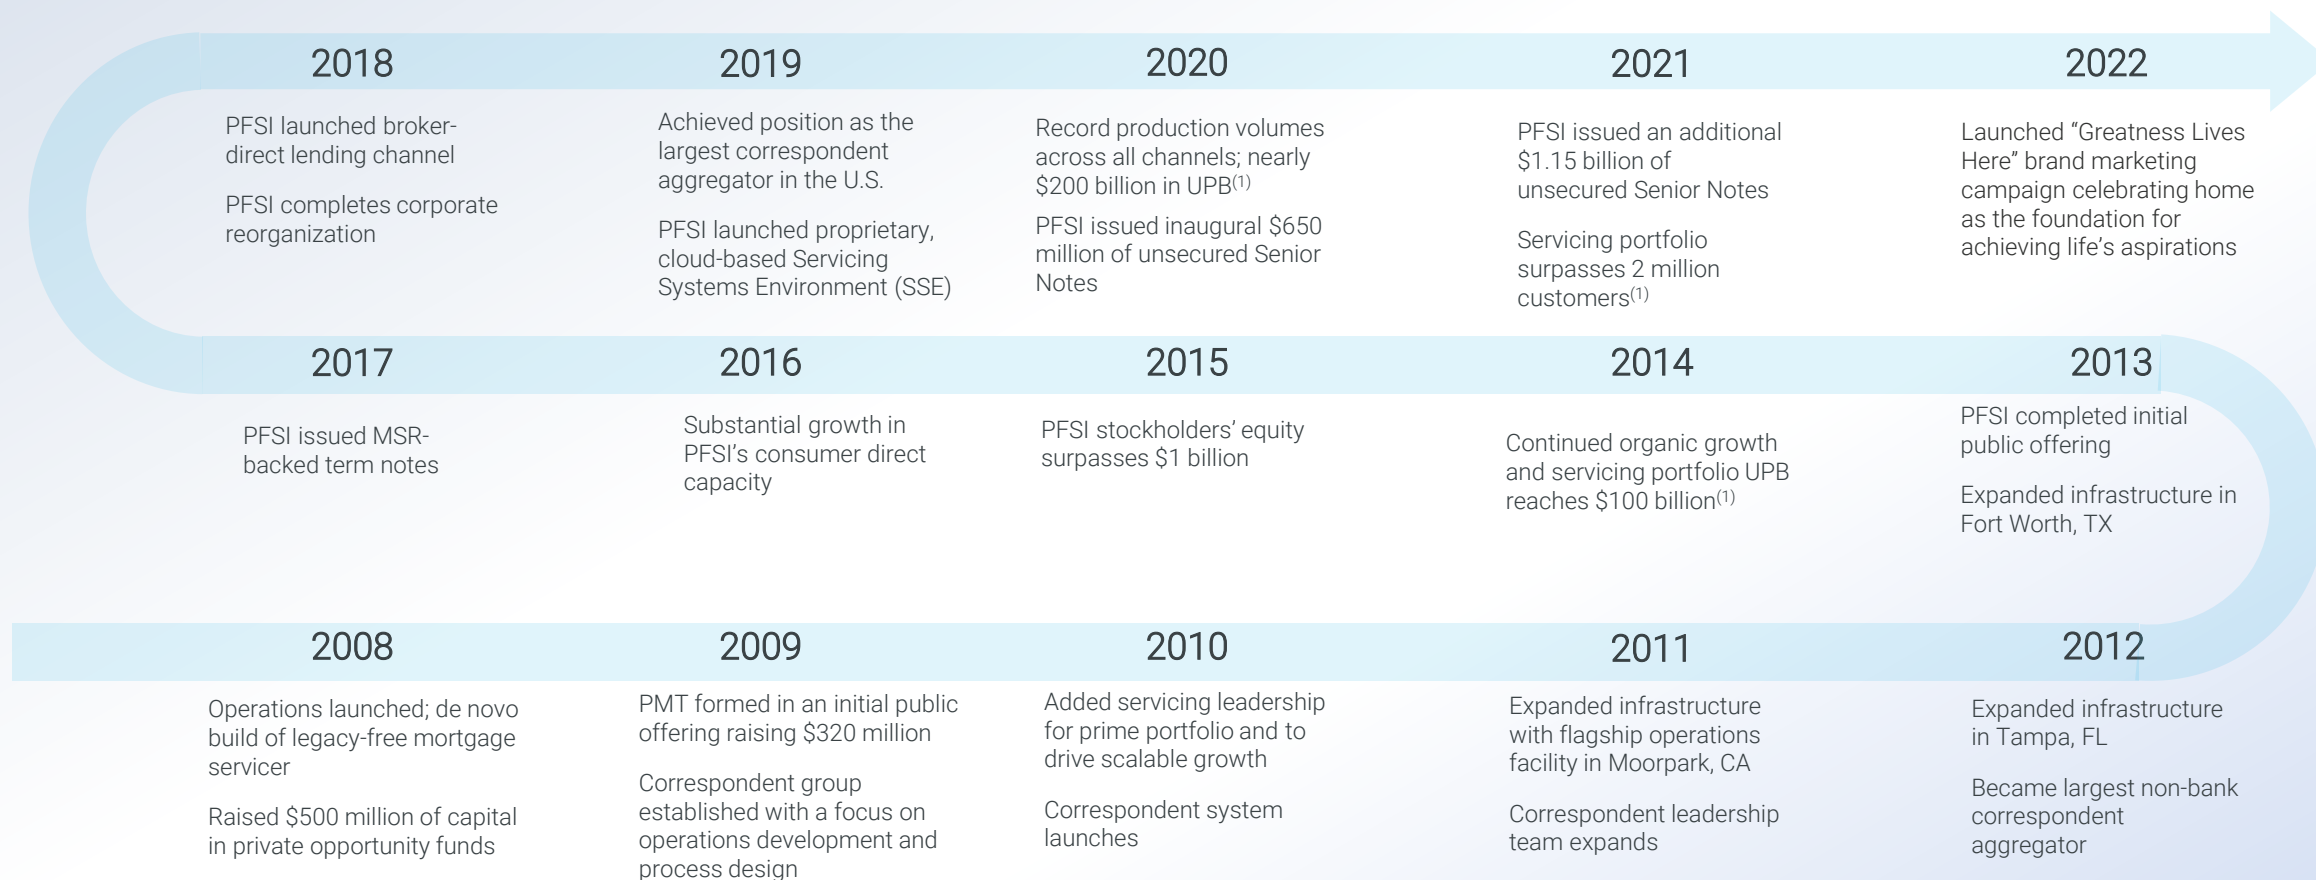 2018
PFSI launched broker-
direct lending channel
PFSI completes corporate
reorganization
2019
Achieved position as the
largest correspondent
aggregator in the U.S.
PFSI launched proprietary,
cloud-based Servicing
Systems Environment (SSE)
2020
Record production volumes
across all channels; nearly
$200 billion in UPB(1)
PFSI issued inaugural $650
million of unsecured Senior
Notes
2021
PFSI issued an additional
$1.15 billion of
unsecured Senior Notes
Servicing portfolio
surpasses 2 million
customers(1)
2022
Launched “Greatness Lives
Here” brand marketing
campaign celebrating home
as the foundation for
achieving life’s aspirations
2017
PFSI issued MSR-
backed term notes
2016
Substantial growth in
PFSI’s consumer direct
capacity
2015
PFSI stockholders’ equity
surpasses $1 billion
2014
Continued organic growth
and servicing portfolio UPB
reaches $100 billion(1)
2013
PFSI completed initial
public offering
Expanded infrastructure in
Fort Worth, TX
2008
Operations launched; de novo
build of legacy-free mortgage
servicer
Raised $500 million of capital
in private opportunity funds
2009
PMT formed in an initial public
offering raising $320 million
Correspondent group
established with a focus on
operations development and
process design
2010
Added servicing leadership
for prime portfolio and to
drive scalable growth
Correspondent system
launches
2011
Expanded infrastructure
with flagship operations
facility in Moorpark, CA
Correspondent leadership
team expands
2012
Expanded infrastructure
in Tampa, FL
Became largest non-bank
correspondent
aggregator